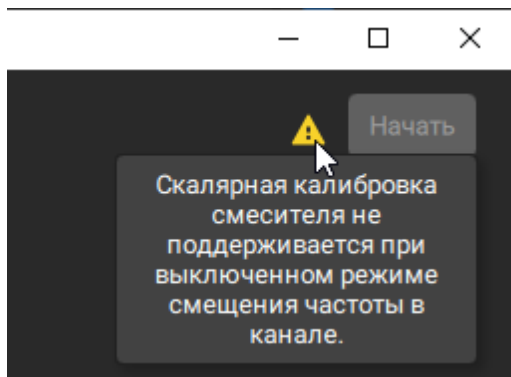 Начать
Скалярная калибровка
смесителя не
поддерживается при
выключенном режиме
смещения частоты в
канале.